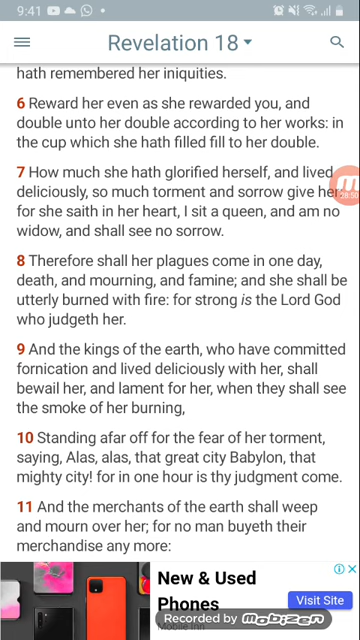 9:41
Revelation 18
hath remembered her iniquities.
6 Reward her even as she rewarded you, and
double unto her double according to her works: in
the cup which she hath filled fill to her double.
7 How much she hath glorified herself, and lived
deliciously, so much torment and sorrow give her:
for she saith in her heart, I sit a queen, and am no
widow, and shall see no sorrow.
8 Therefore shall her plagues come in one day,
death, and mourning, and famine; and she shall be
utterly burned with fire: for strong is the Lord God
who judgeth her.
9 And the kings of the earth, who have committed
fornication and lived deliciously with her, shall
bewail her, and lament for her, when they shall see
the smoke of her burning,
10 Standing afar off for the fear of her torment,
saying, Alas, alas, that great city Babylon, that
mighty city! for in one hour is thy judgment come.
11 And the merchants of the earth shall weep
and mourn over her; for no man buyeth their
merchandise any more:
28:50
New & Used
Phones
Visit Site
Recorded by mobizen
Mobile Inn